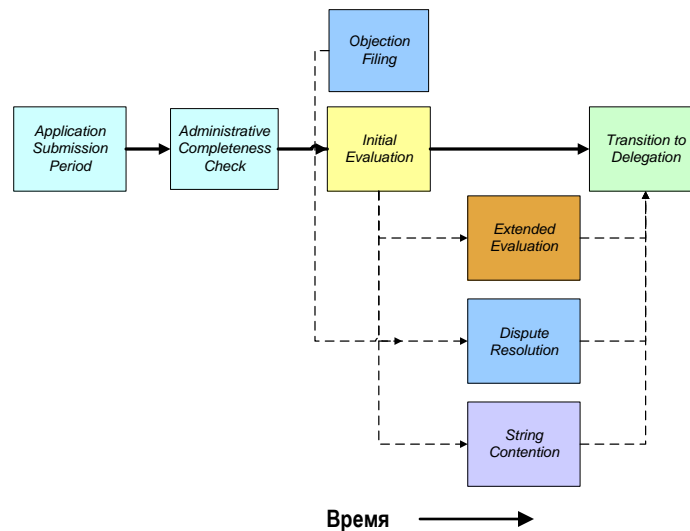 Objection
Filing
Application
Submission
Period
Administrative
Completeness
Check
Initial
Evaluation
Transition to
Delegation
Extended
Evaluation
Dispute
Resolution
String
Contention
Время